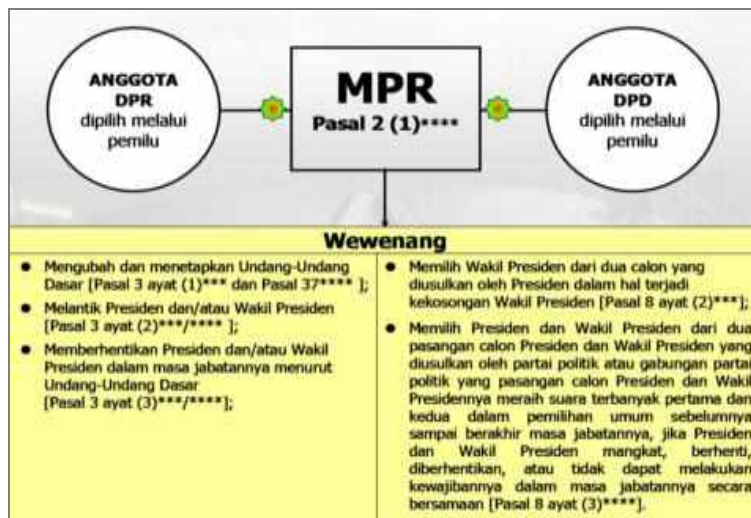 ANGGOTA
DPR
dipilih melalui
pemilu
MPR
Pasal 2 (1)****
ANGGOTA
DPD
dipilih melalui
pemilu
Wewenang
● Mengubah dan menetapkan Undang-Undang
Dasar [Pasal 3 ayat (1)*** dan Pasal 37**** ];
● Melantik Presiden dan/atau Wakil Presiden
[Pasal 3 ayat (2)***/**** ];
● Memberhentikan Presiden dan/atau Wakil
Presiden dalam masa jabatannya menurut
Undang-Undang Dasar
[Pasal 3 ayat (3)***/****];
● Memilih Wakil Presiden dari dua calon yang
diusulkan oleh Presiden dalam hal terjadi
kekosongan Wakil Presiden [Pasal 8 ayat (2)***];
● Memilih Presiden dan Wakil Presiden dari dua
pasangan calon Presiden dan Wakil Presiden yang
diusulkan oleh partai politik atau gabungan partai
politik yang pasangan calon Presiden dan Wakil
Presidennya meraih suara terbanyak pertama dan
kedua dalam pemilihan umum sebelumnya
sampai berakhir masa jabatannya, jika Presiden
dan Wakil Presiden mangkat, berhenti,
diberhentikan, atau tidak dapat melakukan
kewajibannya dalam masa jabatannya secara
bersamaan [Pasal 8 ayat (3)****].